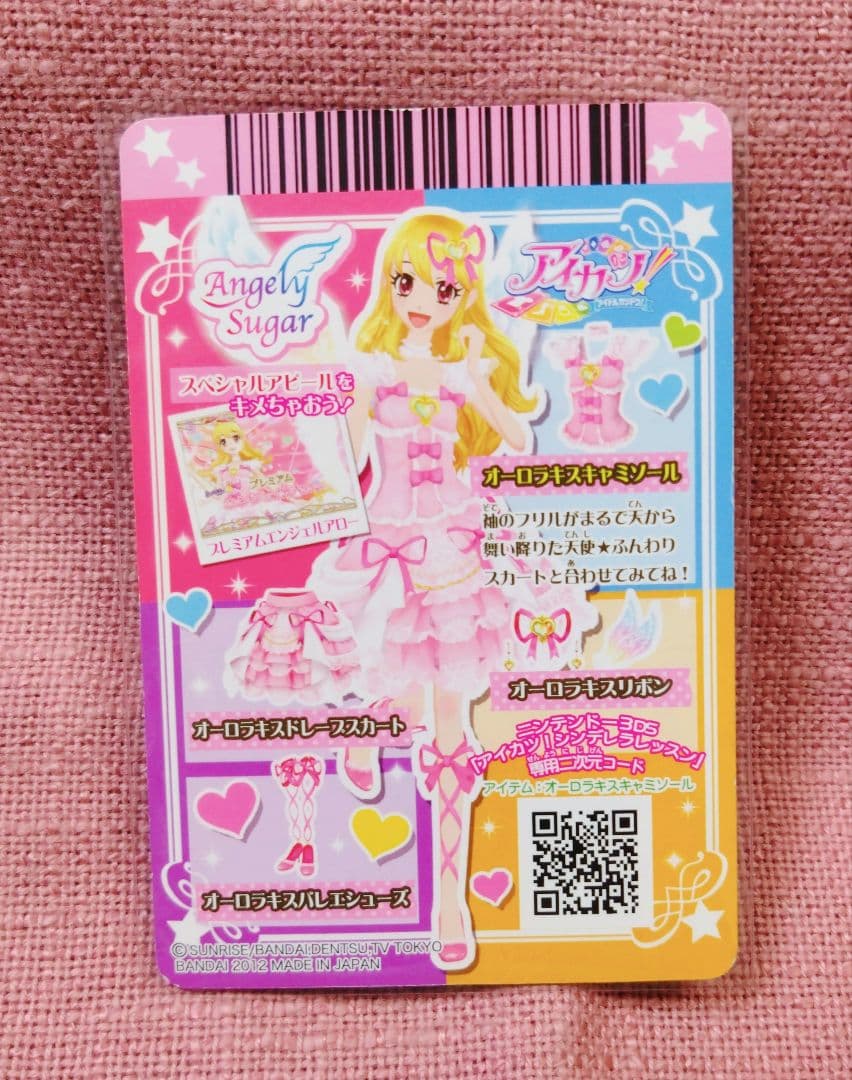 Angely
Sugar
アイカツ!
アイドルカツドウ!
スペシャルアピールを
キメちゃおう!
プレミアム
プレミアムエンジェルアロー
オーロラキスキャミソール
袖のフリルがまるで天から
舞い降りた天使★ふんわり
スカートと合わせてみてね!
オーロラキスリボン
オーロラキスドレープスカート
ニンテンドー3DS
「アイカツ!シンデレラレッスン」
専用二次元コード
アイテム:オーロラキスキャミソール
オーロラキスバレエシューズ
©SUNRISE/BANDAI,DENTSU,TV TOKYO
BANDAI 2012 MADE IN JAPAN